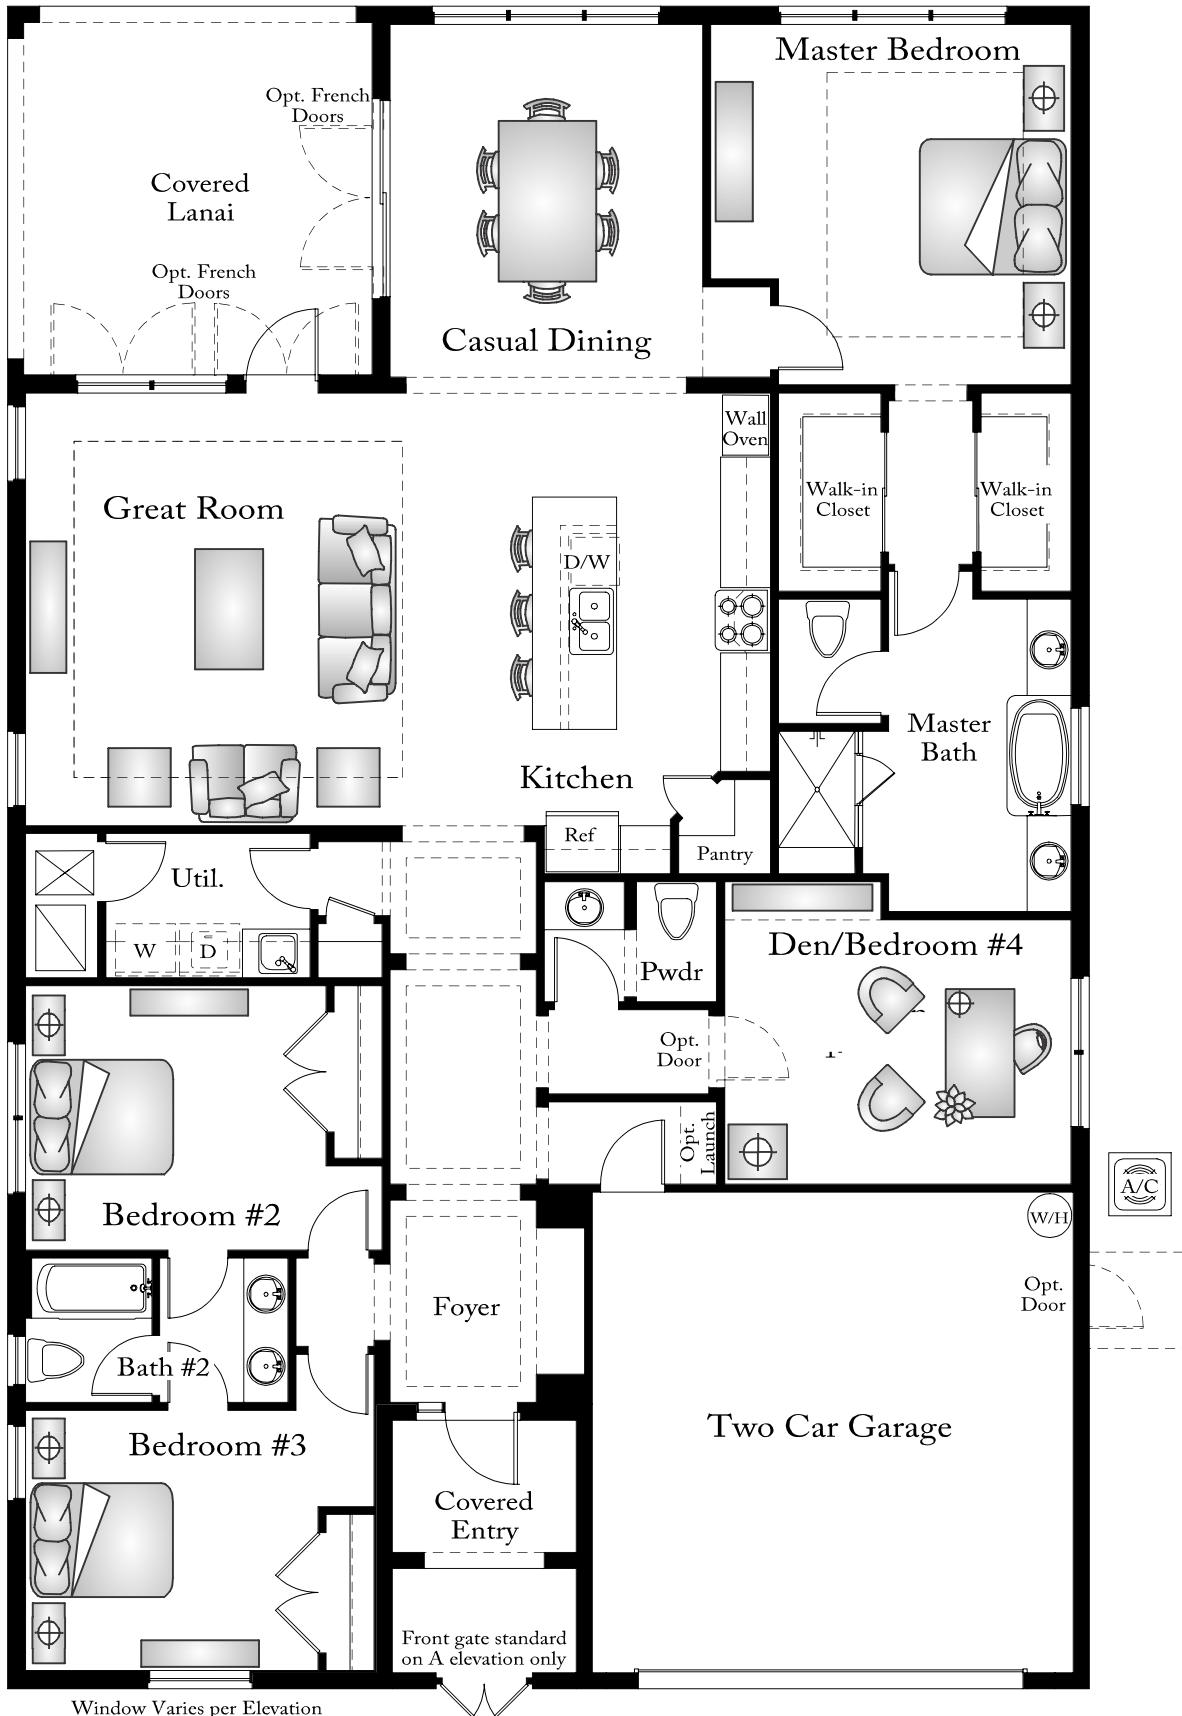 Master Bedroom
Opt. French
Doors
Covered
Lanai
Opt. French
Doors
Casual Dining
Wall
Oven
Great Room
Walk-in
Closet
Walk-in
Closet
D/W
Master
Bath
Kitchen
Ref
Pantry
Util.
W
D
Den/Bedroom #4
Pwdr
Opt.
Door
Opt.
Launch
A/C
Bedroom #2
W/H
Opt.
Door
Foyer
Bath #2
Two Car Garage
Bedroom #3
Covered
Entry
Front gate standard
on A elevation only
Window Varies per Elevation